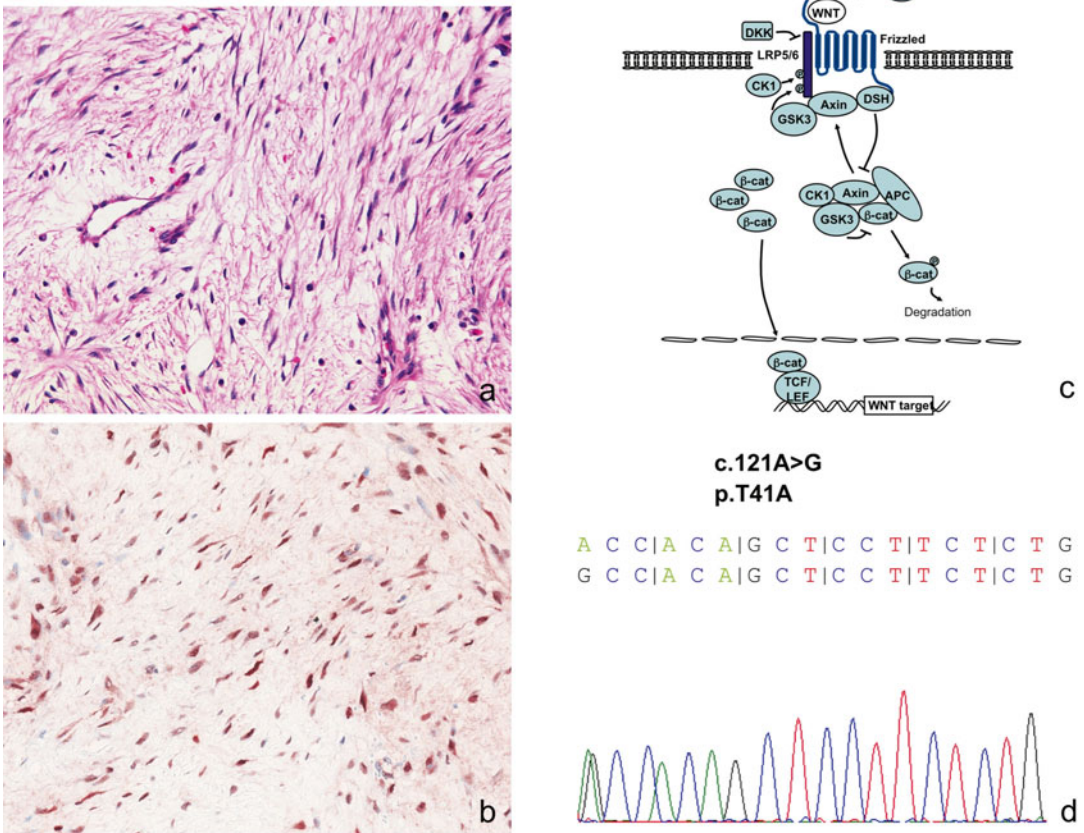 a
b
WNT
DKK
LRP5/6
Frizzled
CK1
P
P
GSK3
Axin
DSH
β-cat
β-cat
β-cat
CK1
Axin
APC
GSK3
β-cat
P
β-cat
Degradation
β-cat
TCF/
LEF
WNT target
c
c.121A>G
p.T41A
A C C|A C A|G C T|C C T|T C T|C T G
G C C|A C A|G C T|C C T|T C T|C T G
d